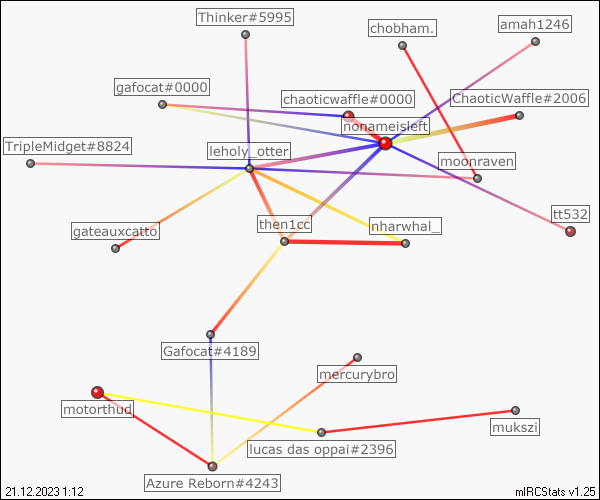 Thinker#5995
chobham.
amah1246
gafocat#0000
chaoticwaffle#0000
ChaoticWaffle#2006
nonameisleft
TripleMidget#8824
leholy_otter
moonraven
tt532
gateauxcatto
then1cc
nharwhal_
Gafocat#4189
mercurybro
motorthud
mukszi
lucas das oppai#2396
Azure Reborn#4243
21.12.2023 1:12
mIRCStats v1.25